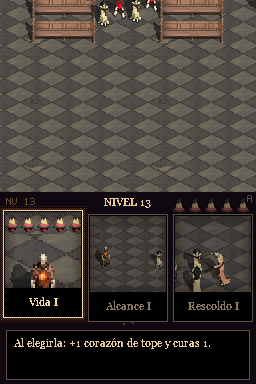 NV 13
NIVEL 13
A
Vida I
Alcance I
Rescoldo I
Al elegirla: +1 corazón de tope y curas 1.